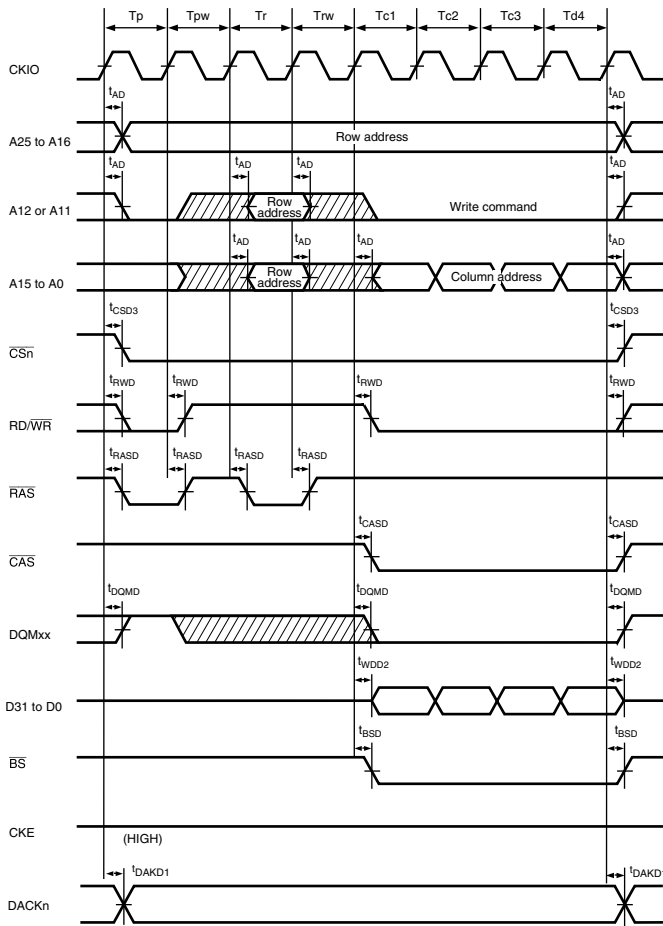 Tp Tpw Tr Trw Tc1 Tc2 Tc3 Td4
CKIO
tAD tAD
A25 to A16 Row address
tAD tAD tAD tAD
A12 or A11 Row address Write command
tAD tAD tAD tAD
A15 to A0 Row address Column address
tCSD3 tCSD3
CSn
tRWD tRWD tRWD tRWD
RD/WR
tRASD tRASD tRASD tRASD
RAS
tCASD tCASD
CAS
tDQMD tDQMD tDQMD
DQMxx
tWDD2 tWDD2
D31 to D0
tBSD tBSD
BS
CKE (HIGH)
tDAKD1 tDAKD1
DACKn